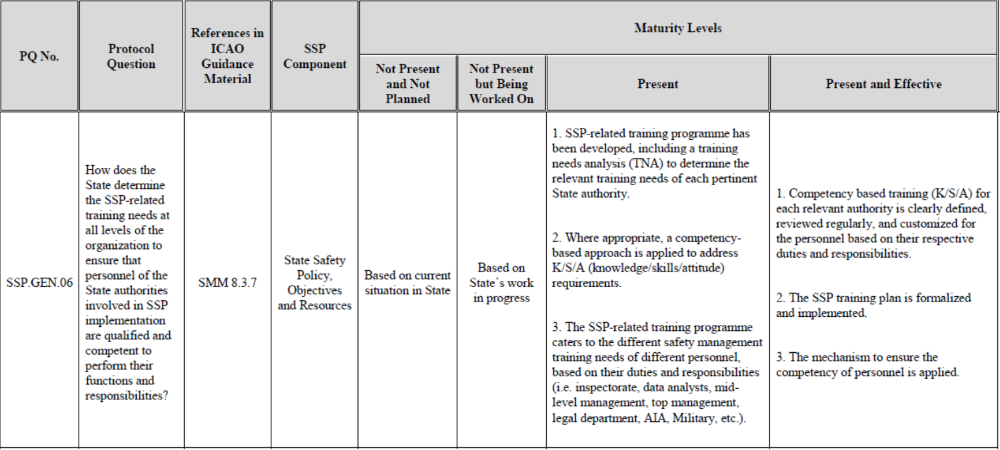 PQ No.
Protocol
Question
References in
ICAO
Guidance
Material
SSP
Component
Maturity Levels
Not Present
and Not
Planned
Not Present
but Being
Worked On
Present
Present and Effective
SSP.GEN.06
How does the
State determine
the SSP-related
training needs at
all levels of the
organization to
ensure that
personnel of the
State authorities
involved in SSP
implementation
are qualified and
competent to
perform their
functions and
responsibilities?
SMM 8.3.7
State Safety
Policy,
Objectives
and Resources
Based on current
situation in State
Based on
State`s work
in progress
1. SSP-related training programme has
been developed, including a training
needs analysis (TNA) to determine the
relevant training needs of each pertinent
State authority.
2. Where appropriate, a competency-
based approach is applied to address
K/S/A (knowledge/skills/attitude)
requirements.
3. The SSP-related training programme
caters to the different safety management
training needs of different personnel,
based on their duties and responsibilities
(i.e. inspectorate, data analysts, mid-
level management, top management,
legal department, AIA, Military, etc.).
1. Competency based training (K/S/A) for
each relevant authority is clearly defined,
reviewed regularly, and customized for
the personnel based on their respective
duties and responsibilities.
2. The SSP training plan is formalized
and implemented.
3. The mechanism to ensure the
competency of personnel is applied.